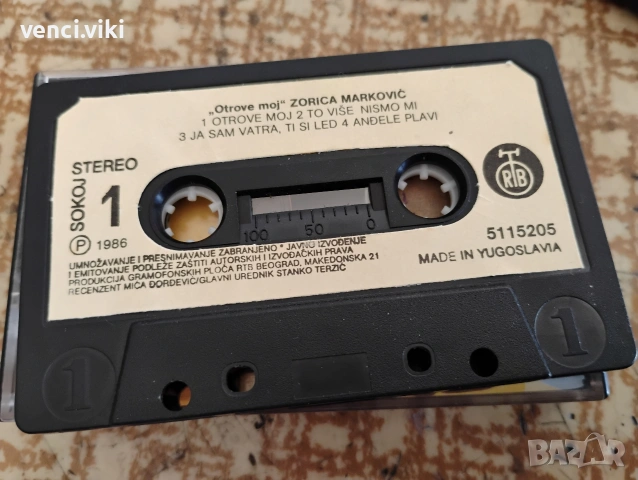 venci.viki
„Otrove moj“ ZORICA MARKOVIĆ
1 OTROVE MOJ 2 TO VIŠE NISMO MI
3 JA SAM VATRA, TI SI LED 4 ANĐELE PLAVI
STEREO
SOKOJ
1
RTB
P 1986
100 50 0
5115205
MADE IN YUGOSLAVIA
UMNOŽAVANJE I PRESNIMAVANJE ZABRANJENO * JAVNO IZVOĐENJE
I EMITOVANJE PODLEŽE ZAŠTITI AUTORSKIH I IZVOĐAČKIH PRAVA
PRODUKCIJA GRAMOFONSKIH PLOČA RTB BEOGRAD, MAKEDONSKA 21
RECENZENT MIĆA ĐORĐEVIĆ/GLAVNI UREDNIK STANKO TERZIĆ
1
1
BAZAR